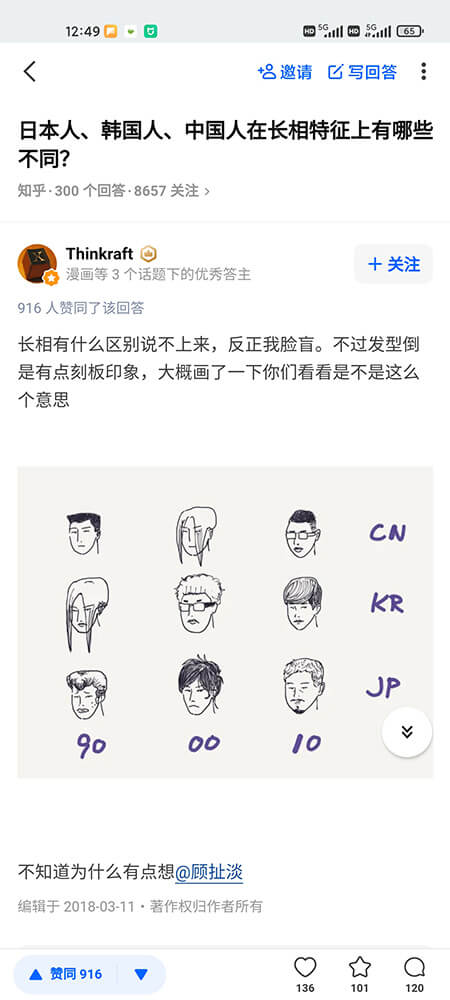 12:49
HD 5G HD 5G 65
邀请 写回答
日本人、韩国人、中国人在长相特征上有哪些
不同？
知乎·300 个回答·8657 关注 >
Thinkraft
漫画等 3 个话题下的优秀答主
+ 关注
916 人赞同了该回答
长相有什么区别说不上来，反正我脸盲。不过发型倒
是有点刻板印象，大概画了一下你们看看是不是这么
个意思
CN
KR
JP
90 00 10
不知道为什么有点想@顾扯淡
编辑于 2018-03-11・著作权归作者所有
赞同 916
136 101 120